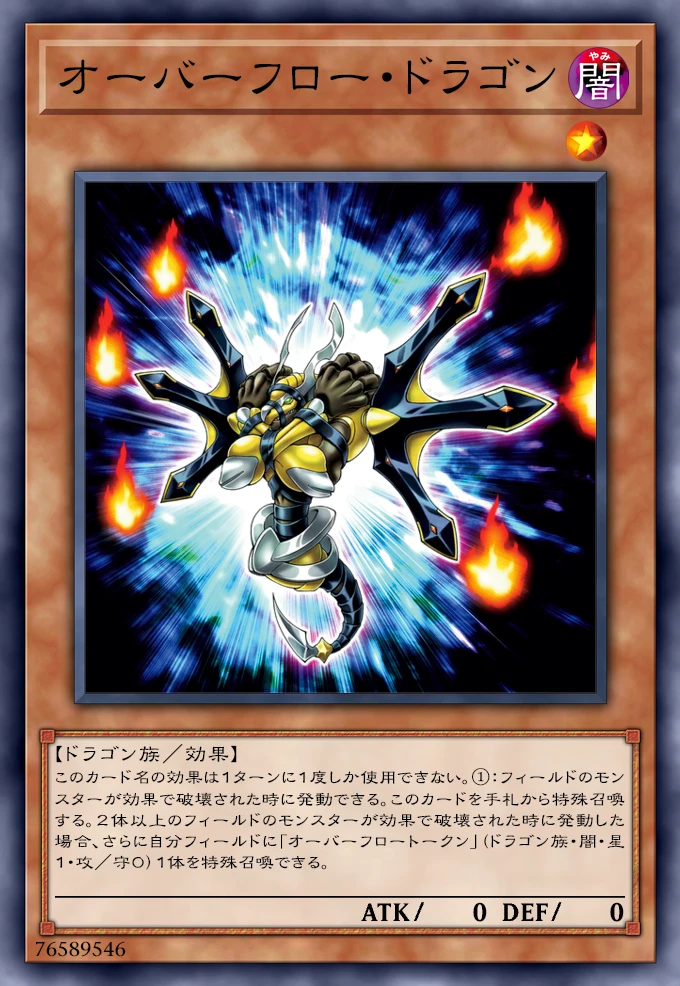 オーバーフロー・ドラゴン
やみ
闇
【ドラゴン族／効果】
このカード名の効果は1ターンに1度しか使用できない。①：フィールドのモン
スターが効果で破壊された時に発動できる。このカードを手札から特殊召喚
する。2体以上のフィールドのモンスターが効果で破壊された時に発動した
場合、さらに自分フィールドに「オーバーフロートークン」(ドラゴン族・闇・星
1・攻／守0)1体を特殊召喚できる。
ATK/ 0 DEF/ 0
76589546